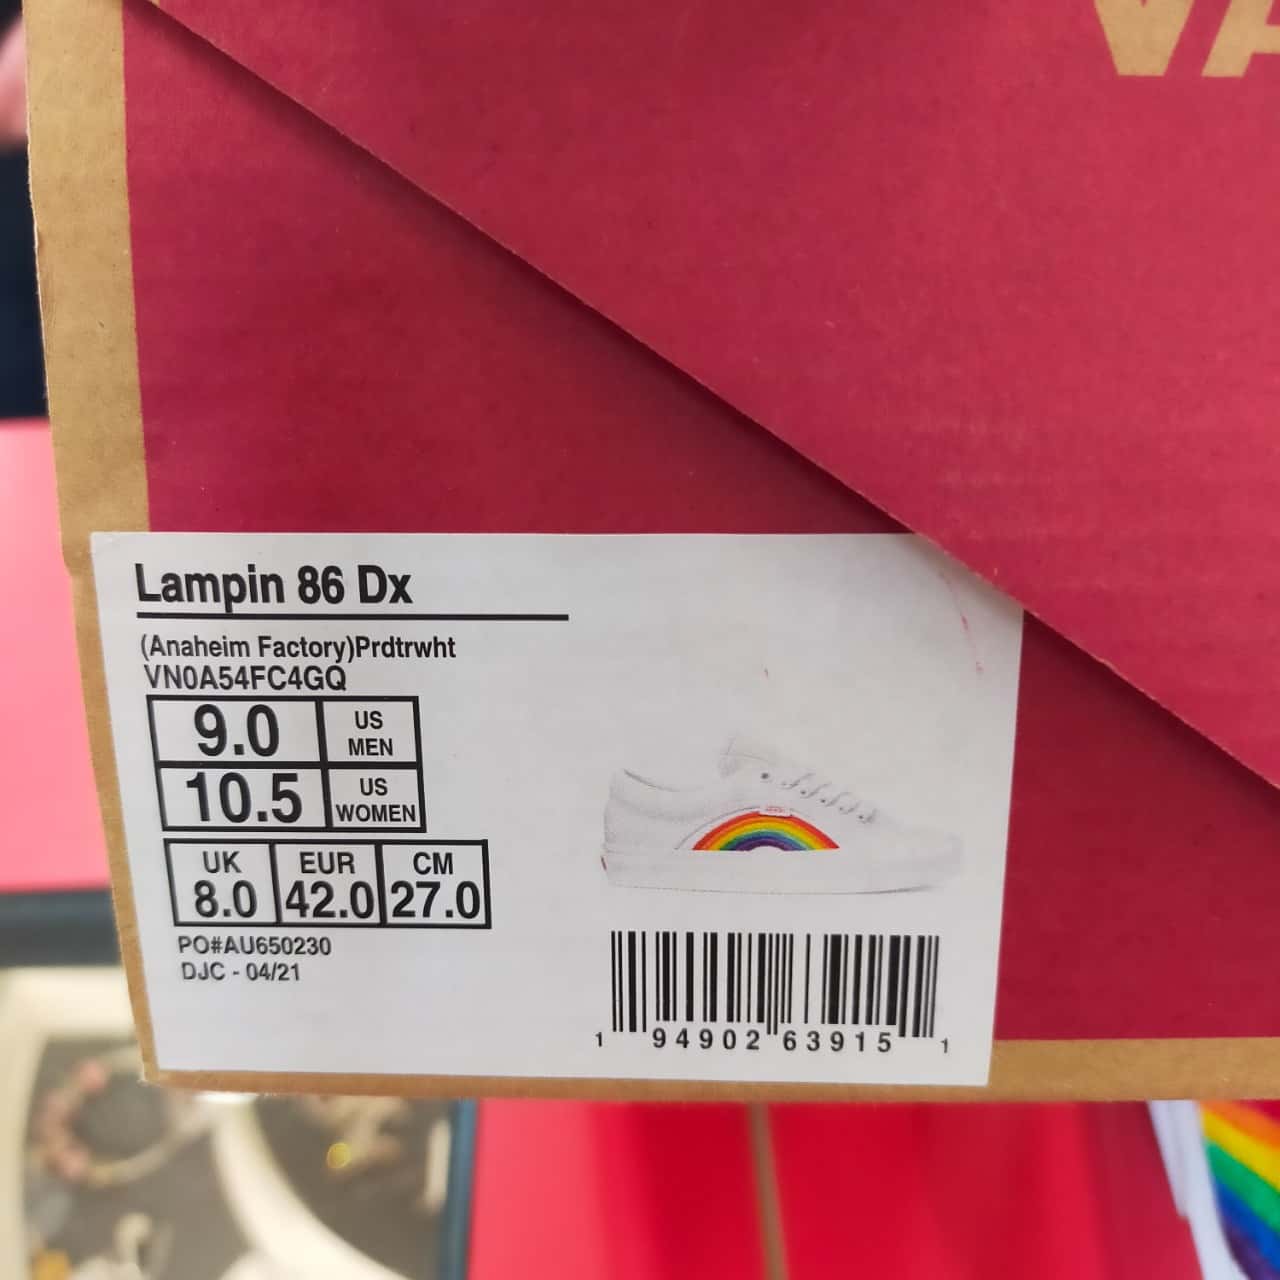 VA
Lampin 86 Dx
(Anaheim Factory)Prdtrwht
VN0A54FC4GQ
9.0 US MEN
10.5 US WOMEN
UK EUR CM
8.0 42.0 27.0
PO#AU650230
DJC - 04/21
1 94902 63915 1